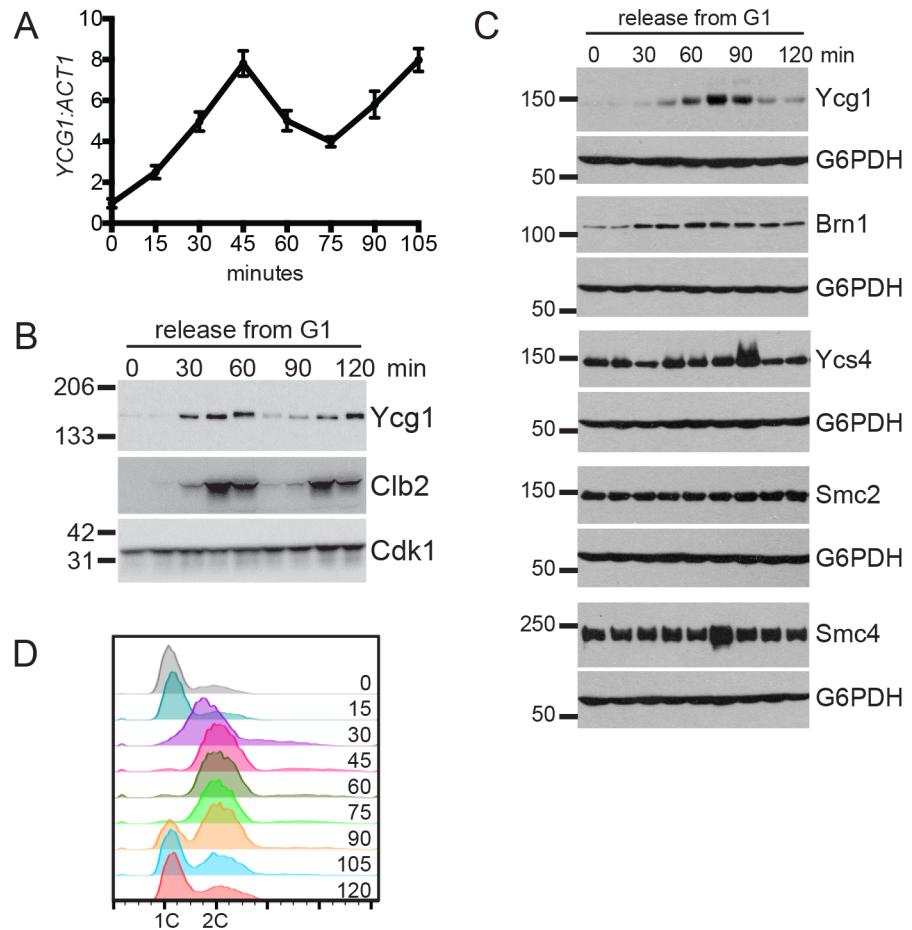 A
YCG1:ACT1
10
8
6
4
2
0
0 15 30 45 60 75 90 105
minutes
B
release from G1
0 30 60 90 120 min
206
133
Ycg1
Clb2
42
31
Cdk1
C
release from G1
0 30 60 90 120 min
150
Ycg1
50
G6PDH
100
Brn1
50
G6PDH
150
Ycs4
50
G6PDH
150
Smc2
50
G6PDH
250
Smc4
50
G6PDH
D
0
15
30
45
60
75
90
105
120
1C 2C